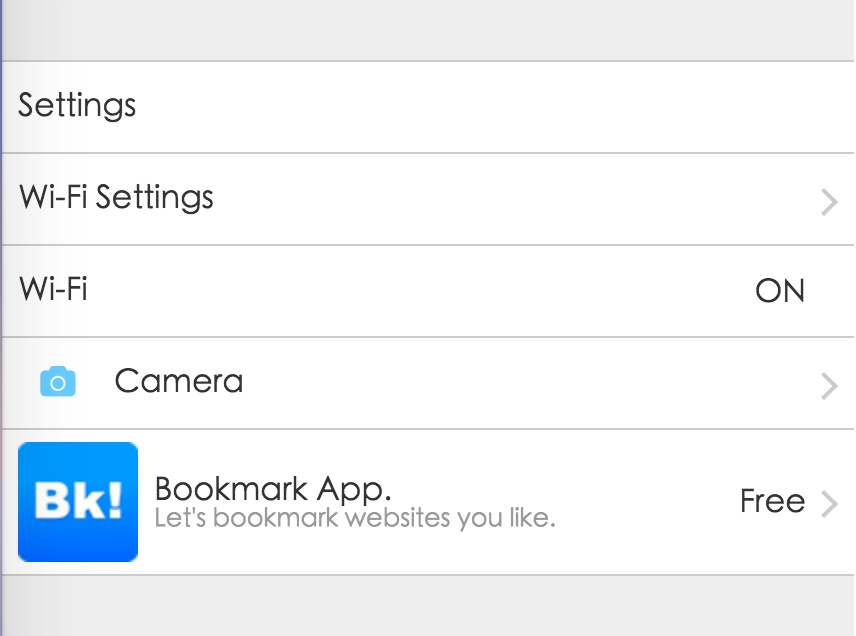 Settings
Wi-Fi Settings
Wi-Fi ON
Camera
Bk!
Bookmark App.
Let's bookmark websites you like.
Free